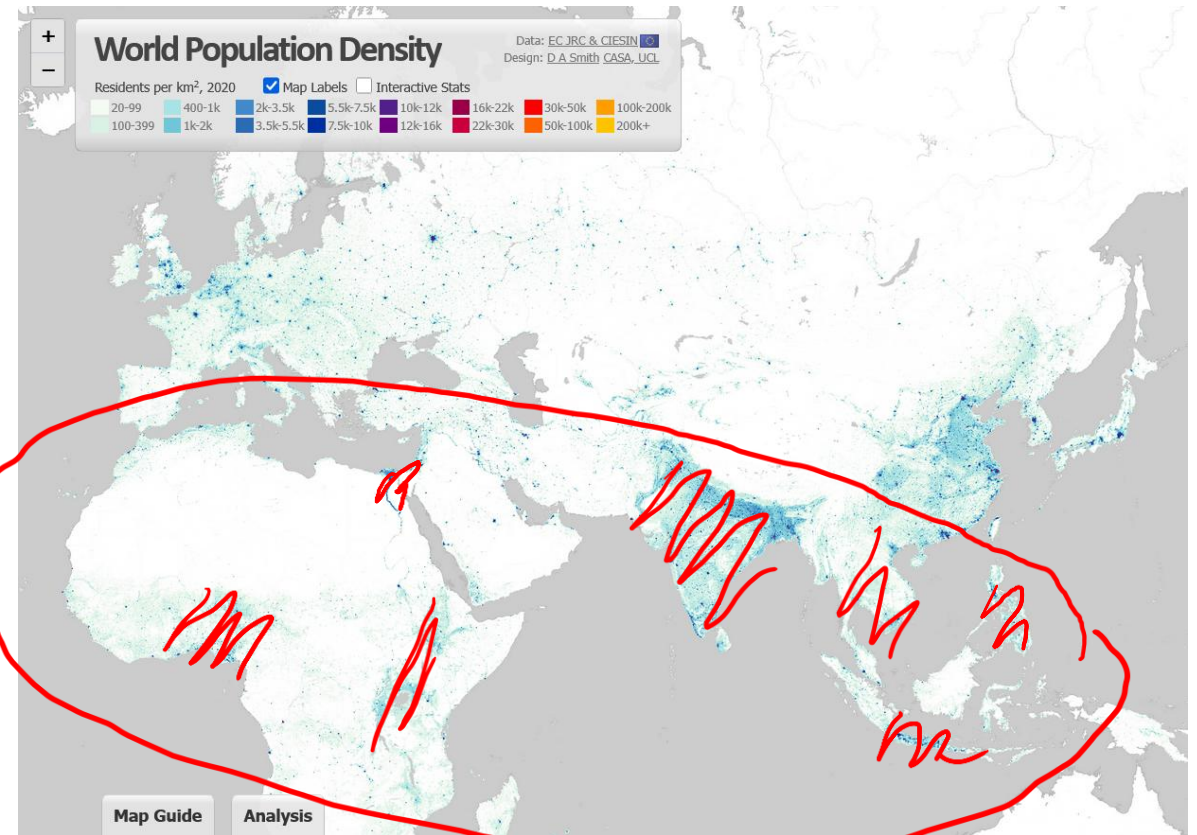 +
−
World Population Density
Data: EC JRC & CIESIN
Design: D A Smith CASA, UCL
Residents per km², 2020 Map Labels Interactive Stats
20-99 400-1k 2k-3.5k 5.5k-7.5k 10k-12k 16k-22k 30k-50k 100k-200k
100-399 1k-2k 3.5k-5.5k 7.5k-10k 12k-16k 22k-30k 50k-100k 200k+
Map Guide Analysis